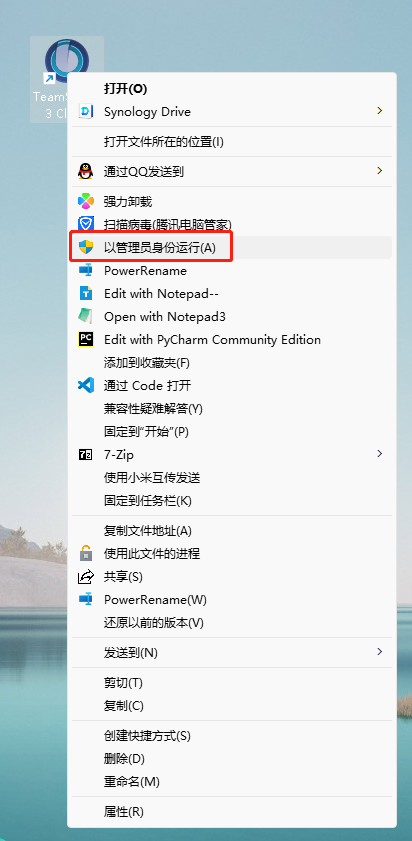 TeamS
3 Cl
打开(O)
Synology Drive
打开文件所在的位置(I)
通过QQ发送到
强力卸载
扫描病毒(腾讯电脑管家)
以管理员身份运行(A)
PowerRename
Edit with Notepad--
Open with Notepad3
Edit with PyCharm Community Edition
添加到收藏夹(F)
通过 Code 打开
兼容性疑难解答(Y)
固定到"开始"(P)
7-Zip
使用小米互传发送
固定到任务栏(K)
复制文件地址(A)
使用此文件的进程
共享(S)
PowerRename(W)
还原以前的版本(V)
发送到(N)
剪切(T)
复制(C)
创建快捷方式(S)
删除(D)
重命名(M)
属性(R)